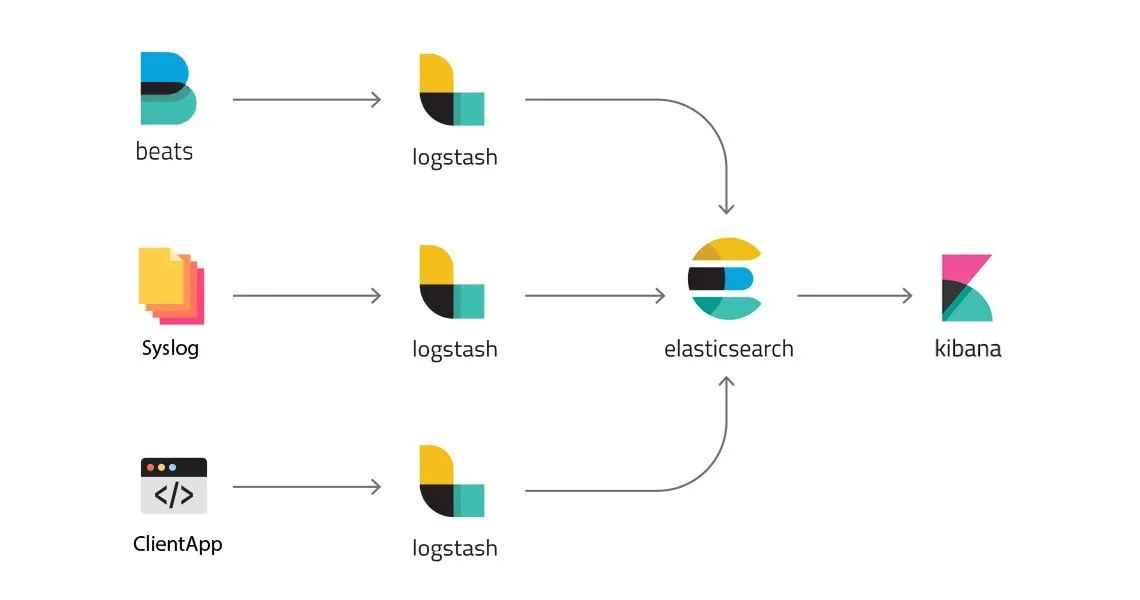 beats
logstash
Syslog
logstash
elasticsearch
kibana
ClientApp
</>
logstash